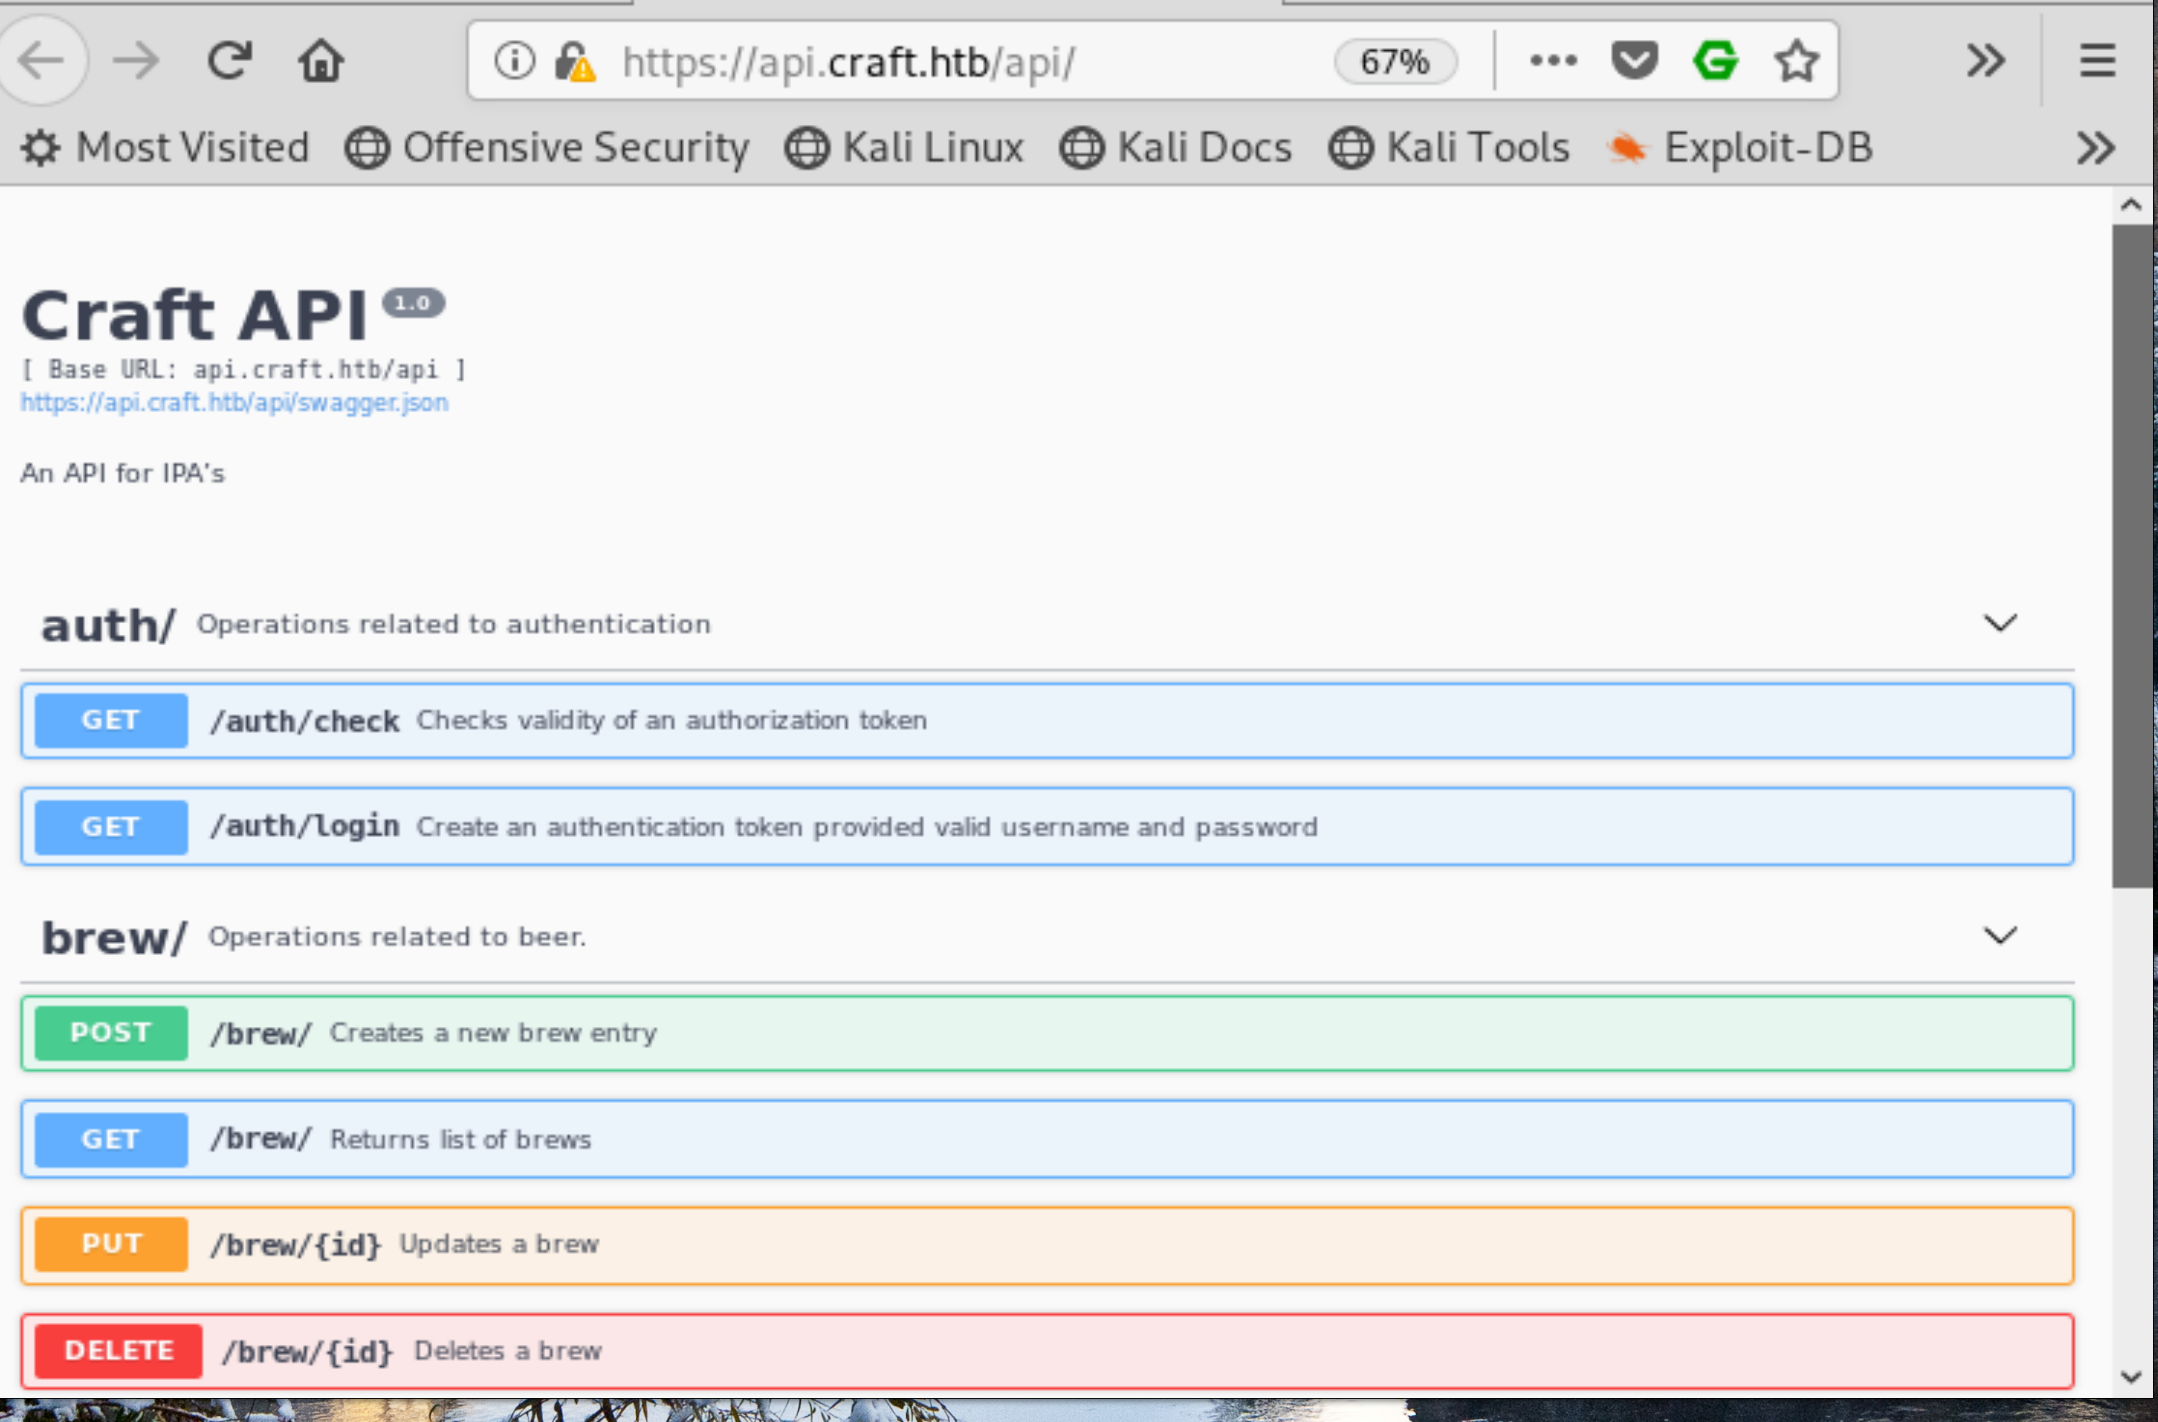 https://api.craft.htb/api/ 67%
Most Visited Offensive Security Kali Linux Kali Docs Kali Tools Exploit-DB
Craft API 1.0
[ Base URL: api.craft.htb/api ]
https://api.craft.htb/api/swagger.json
An API for IPA's
auth/ Operations related to authentication
GET /auth/check Checks validity of an authorization token
GET /auth/login Create an authentication token provided valid username and password
brew/ Operations related to beer.
POST /brew/ Creates a new brew entry
GET /brew/ Returns list of brews
PUT /brew/{id} Updates a brew
DELETE /brew/{id} Deletes a brew